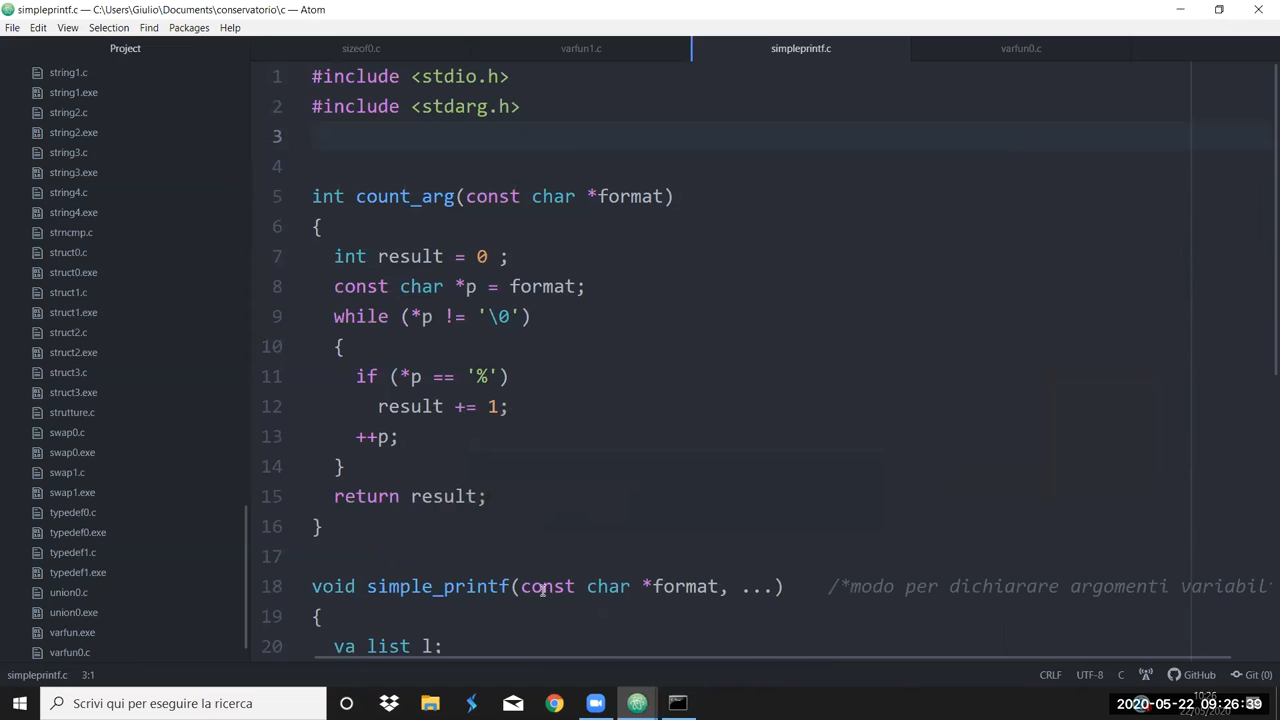 simpleprintf.c — C:\Users\Giulio\Documents\conservatorio\c — Atom
File Edit View Selection Find Packages Help
Project
sizeof0.c varfun1.c simpleprintf.c varfun0.c
string1.c
string1.exe
string2.c
string2.exe
string3.c
string3.exe
string4.c
string4.exe
strncmp.c
struct0.c
struct0.exe
struct1.c
struct1.exe
struct2.c
struct2.exe
struct3.c
struct3.exe
strutture.c
swap0.c
swap0.exe
swap1.c
swap1.exe
typedef0.c
typedef0.exe
typedef1.c
typedef1.exe
union0.c
union0.exe
varfun.exe
varfun0.c
1 #include <stdio.h>
2 #include <stdarg.h>
3
4
5 int count_arg(const char *format)
6 {
7 int result = 0 ;
8 const char *p = format;
9 while (*p != '\0')
10 {
11 if (*p == '%')
12 result += 1;
13 ++p;
14 }
15 return result;
16 }
17
18 void simple_printf(const char *format, ...) /*modo per dichiarare argomenti variabil
19 {
20 va list l;
simpleprintf.c 3:1 CRLF UTF-8 C GitHub Git (0)
Scrivi qui per eseguire la ricerca
10:26
22/05/2020
2020-05-22 09:26:39